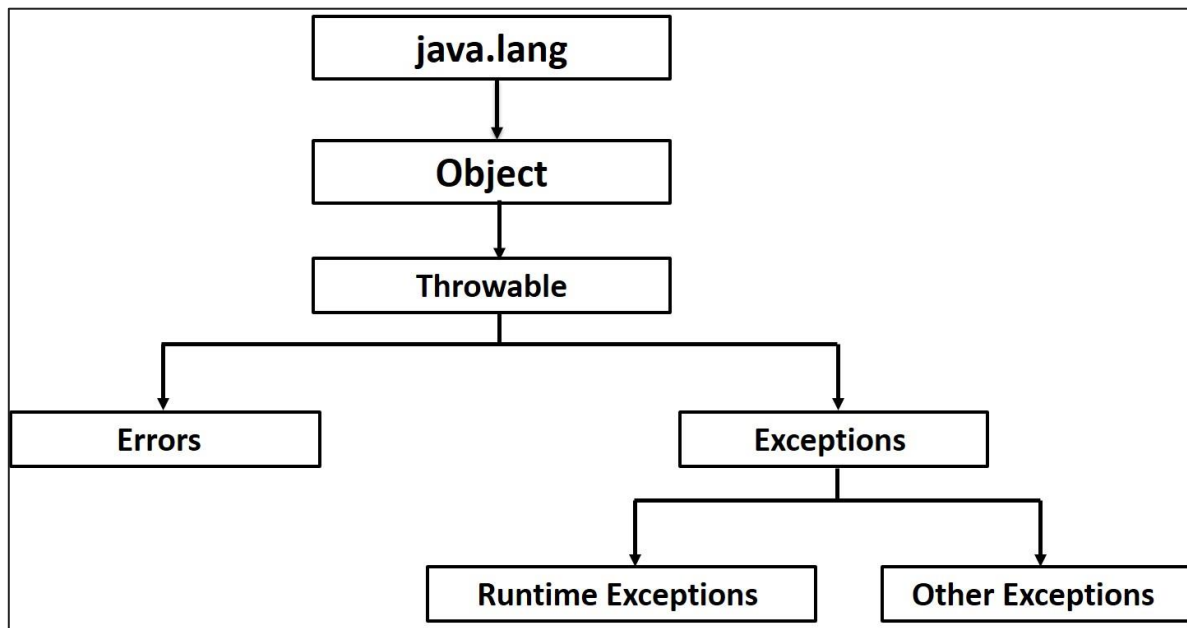 java.lang
Object
Throwable
Errors
Exceptions
Runtime Exceptions
Other Exceptions